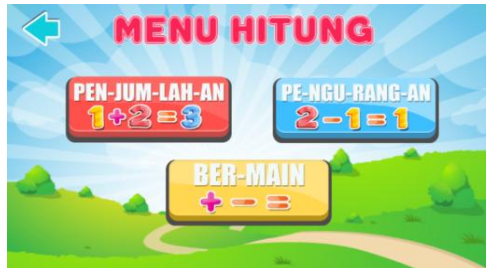 MENU HITUNG
PEN-JUM-LAH-AN
1+2=3
PE-NGU-RANG-AN
2-1=1
BER-MAIN
+ - =